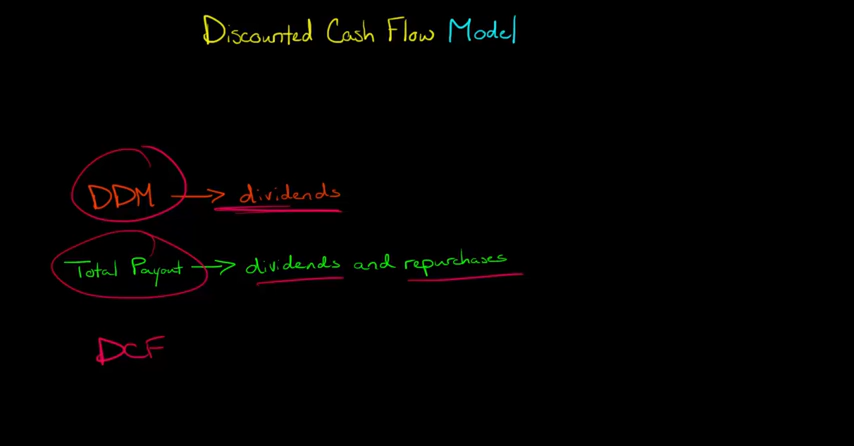 Discounted Cash Flow Model
DDM → dividends
Total Payout → dividends and repurchases
DCF